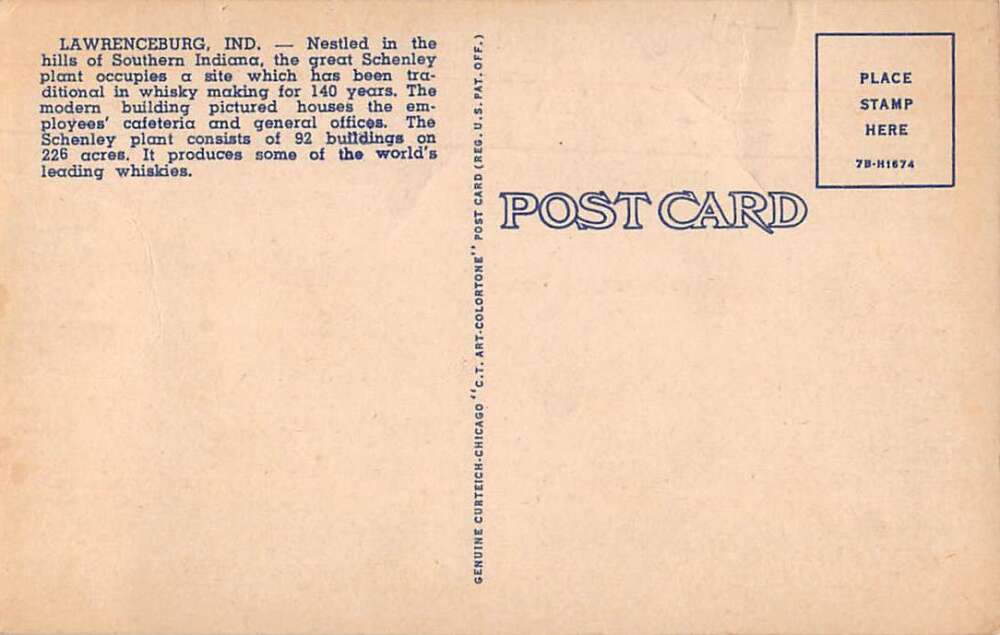 LAWRENCEBURG, IND. — Nestled in the
hills of Southern Indiana, the great Schenley
plant occupies a site which has been tra-
ditional in whisky making for 140 years. The
modern building pictured houses the em-
ployees' cafeteria and general offices. The
Schenley plant consists of 92 buildings on
226 acres. It produces some of the world's
leading whiskies.
GENUINE CURTEICH-CHICAGO "C.T. ART-COLORTONE" POST CARD (REG. U.S. PAT. OFF.)
POST CARD
PLACE
STAMP
HERE
7B-H1674